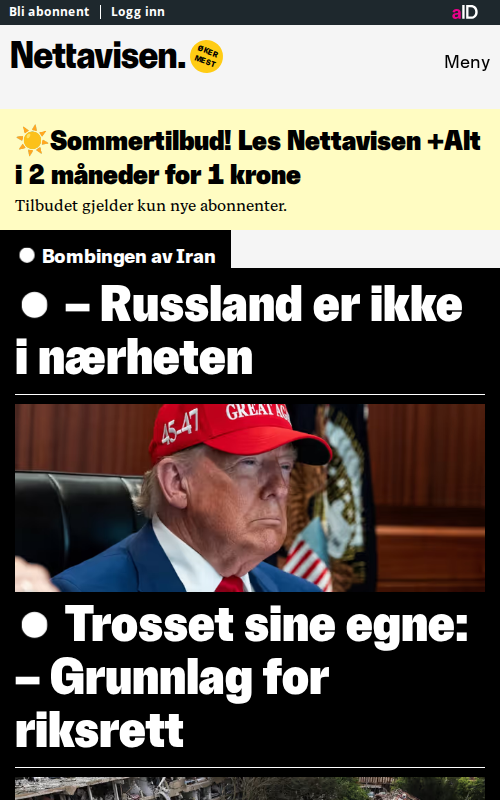 Bli abonnent | Logg inn
aID
Nettavisen.
ØKER
MEST
Meny
Sommertilbud! Les Nettavisen +Alt
i 2 måneder for 1 krone
Tilbudet gjelder kun nye abonnenter.
Bombingen av Iran
– Russland er ikke
i nærheten
45-47
GREAT AG
Trosset sine egne:
– Grunnlag for
riksrett